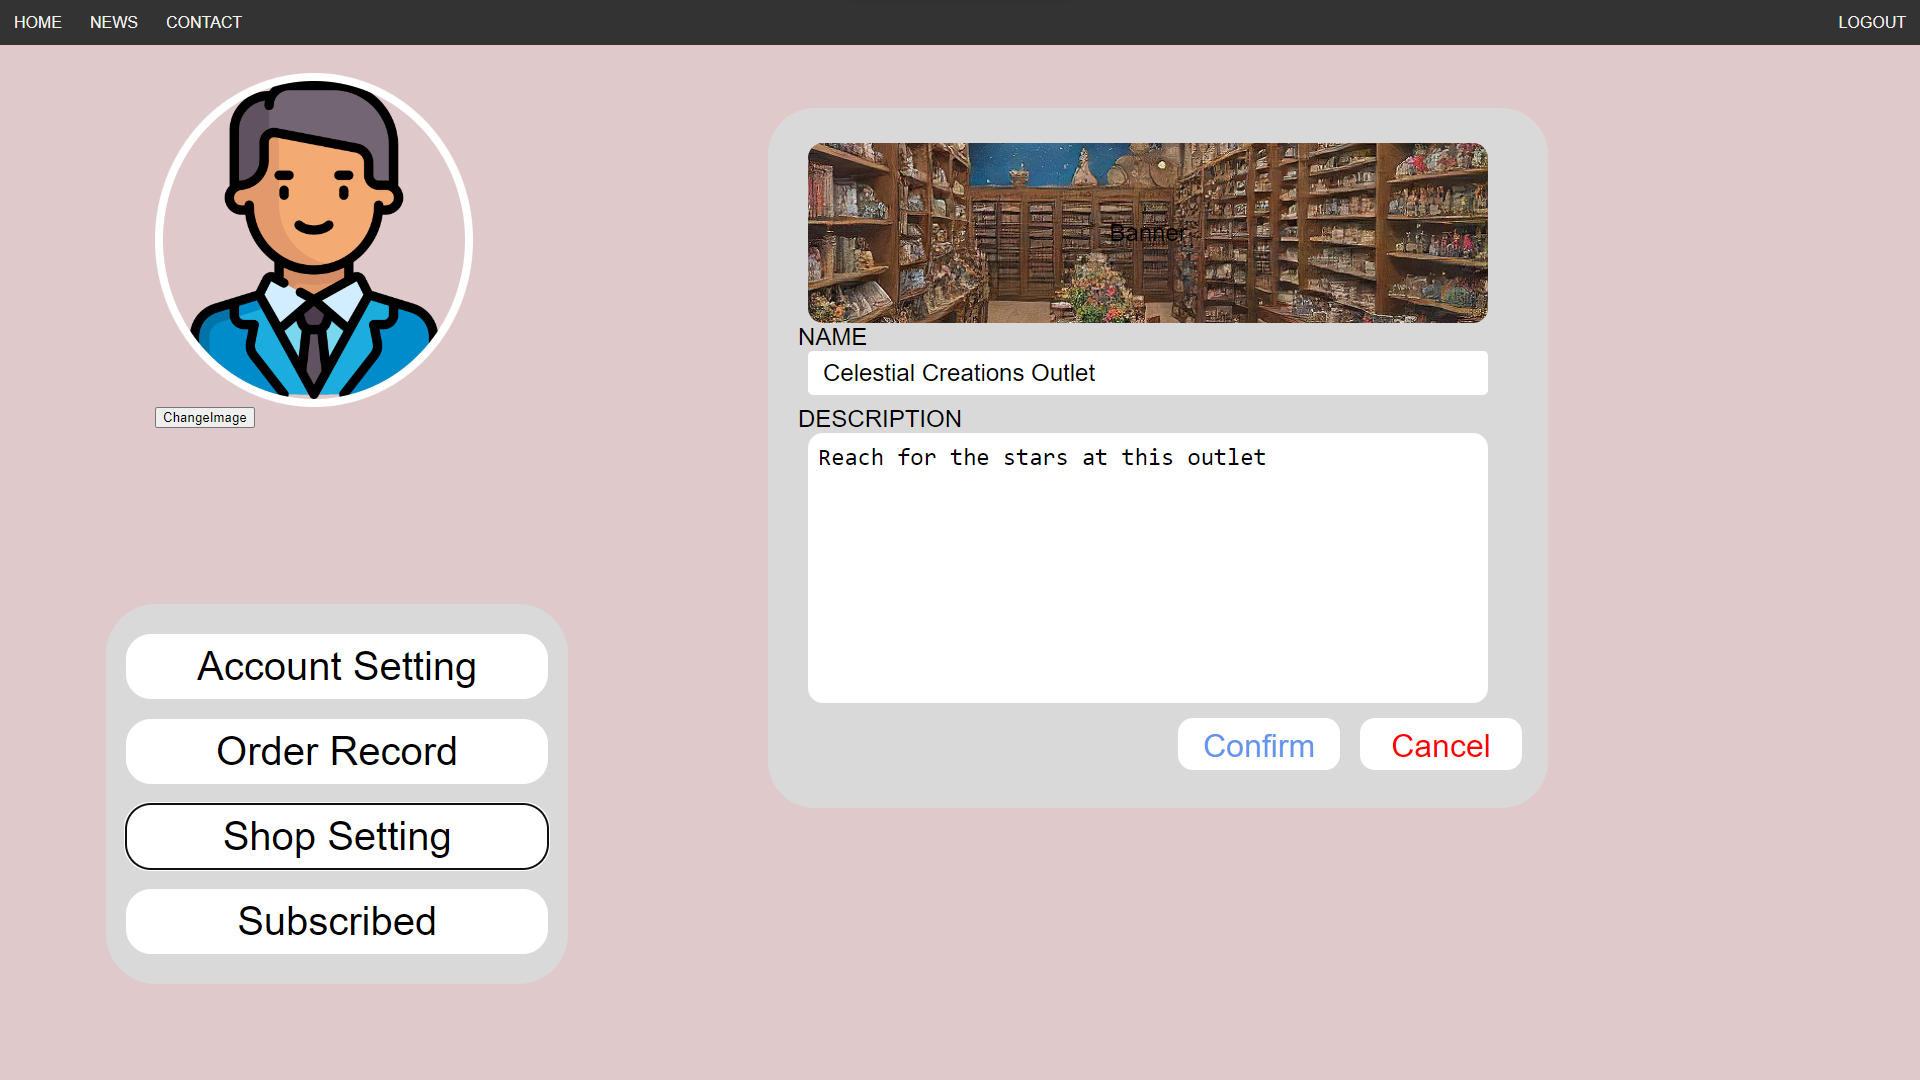 HOME NEWS CONTACT LOGOUT
ChangeImage
Account Setting
Order Record
Shop Setting
Subscribed
Banner
NAME
Celestial Creations Outlet
DESCRIPTION
Reach for the stars at this outlet
Confirm Cancel